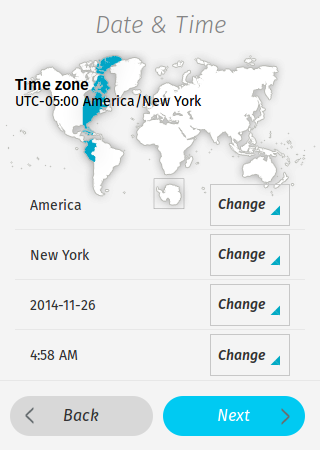 Date & Time
Time zone
UTC-05:00 America/New York
America Change
New York Change
2014-11-26 Change
4:58 AM Change
Back Next